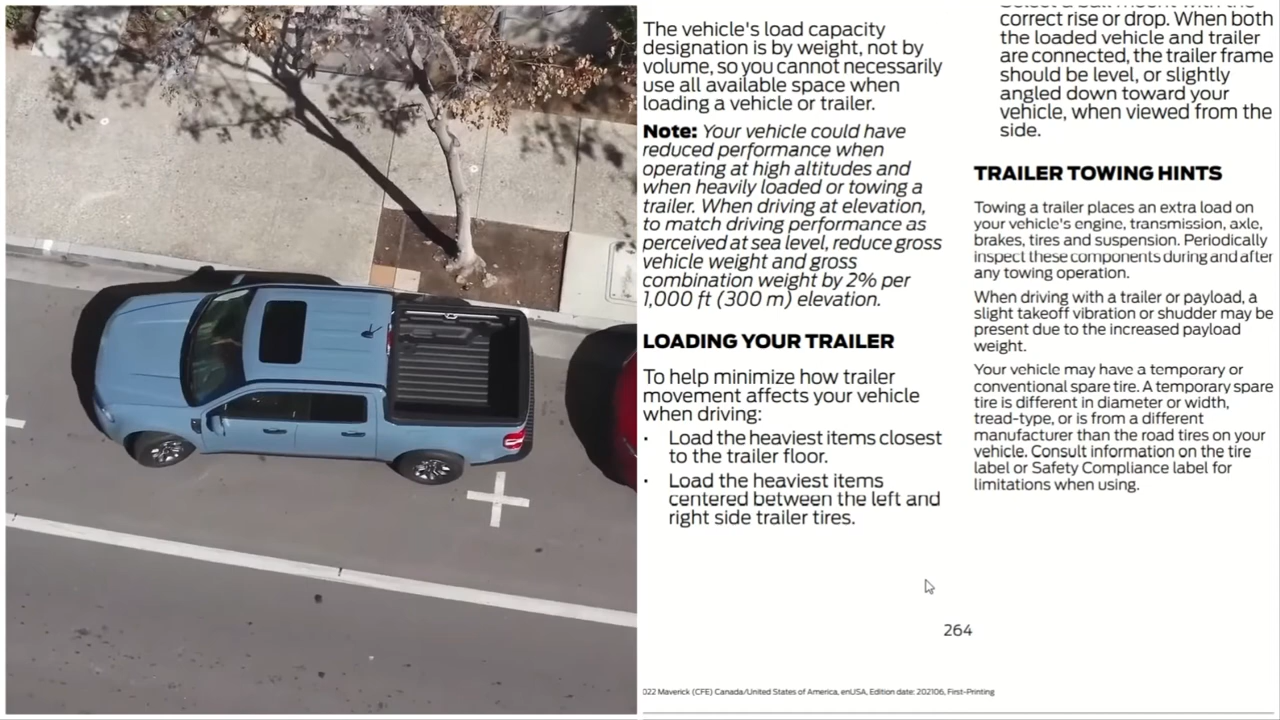 The vehicle's load capacity
designation is by weight, not by
volume, so you cannot necessarily
use all available space when
loading a vehicle or trailer.
Note: Your vehicle could have
reduced performance when
operating at high altitudes and
when heavily loaded or towing a
trailer. When driving at elevation,
to match driving performance as
perceived at sea level, reduce gross
vehicle weight and gross
combination weight by 2% per
1,000 ft (300 m) elevation.
LOADING YOUR TRAILER
To help minimize how trailer
movement affects your vehicle
when driving:
· Load the heaviest items closest
to the trailer floor.
· Load the heaviest items
centered between the left and
right side trailer tires.
correct rise or drop. When both
the loaded vehicle and trailer
are connected, the trailer frame
should be level, or slightly
angled down toward your
vehicle, when viewed from the
side.
TRAILER TOWING HINTS
Towing a trailer places an extra load on
your vehicle's engine, transmission, axle,
brakes, tires and suspension. Periodically
inspect these components during and after
any towing operation.
When driving with a trailer or payload, a
slight takeoff vibration or shudder may be
present due to the increased payload
weight.
Your vehicle may have a temporary or
conventional spare tire. A temporary spare
tire is different in diameter or width,
tread-type, or is from a different
manufacturer than the road tires on your
vehicle. Consult information on the tire
label or Safety Compliance label for
limitations when using.
264
022 Maverick (CFE) Canada/United States of America, enUSA, Edition date: 202106, First-Printing